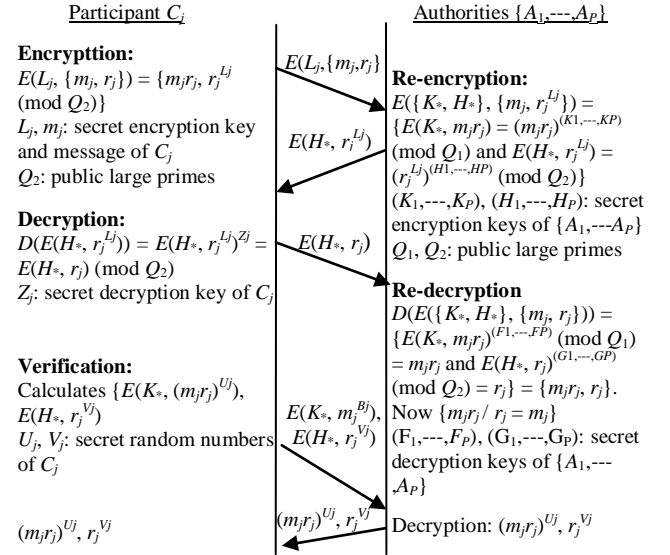 Participant Cj
Encrypttion:
E(Lj, {mj, rj}) = {mjrj, rj^Lj
(mod Q2)}
Lj, mj: secret encryption key
and message of Cj
Q2: public large primes
Decryption:
D(E(H*, rj^Lj)) = E(H*, rj^Lj)^Zj =
E(H*, rj) (mod Q2)
Zj: secret decryption key of Cj
Verification:
Calculates {E(K*, (mjrj)^Uj),
E(H*, rj^Vj)
Uj, Vj: secret random numbers
of Cj
(mjrj)^Uj, rj^Vj
E(Lj,{mj,rj}
E(H*, ri^Lj)
E(H*, rj)
E(K*, mj^Bj),
E(H*, rj^Vj)
(mjrj)^Uj, rj^Vj
Authorities {A1,---,AP}
Re-encryption:
E({K*, H*}, {mj, rj^Lj}) =
{E(K*, mjrj) = (mjrj)^(K1,---,KP)
(mod Q1) and E(H*, rj^Lj) =
(rj^Lj)^(H1,---,HP) (mod Q2)}
(K1,---,KP), (H1,---,HP): secret
encryption keys of {A1,---AP}
Q1, Q2: public large primes
Re-decryption
D(E({K*, H*}, {mj, rj})) =
{E(K*, mjrj)^(F1,---,FP) (mod Q1)
= mjrj and E(H*, rj)^(G1,---,GP)
(mod Q2) = rj} = {mjrj, rj}.
Now {mjrj / rj = mj}
(F1,---,FP), (G1,---,GP): secret
decryption keys of {A1,---
,AP}
Decryption: (mjrj)^Uj, rj^Vj